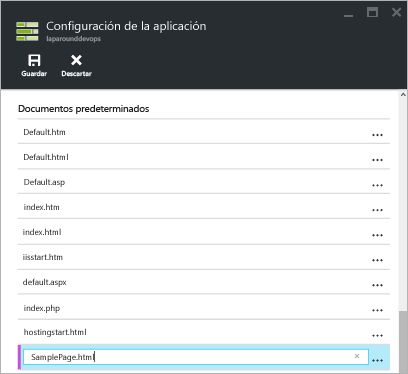 Configuración de la aplicación
laparounddevops
Guardar
Descartar
Documentos predeterminados
Default.htm
Default.html
Default.asp
index.htm
index.html
iisstart.htm
default.aspx
index.php
hostingstart.html
SamplePage.html